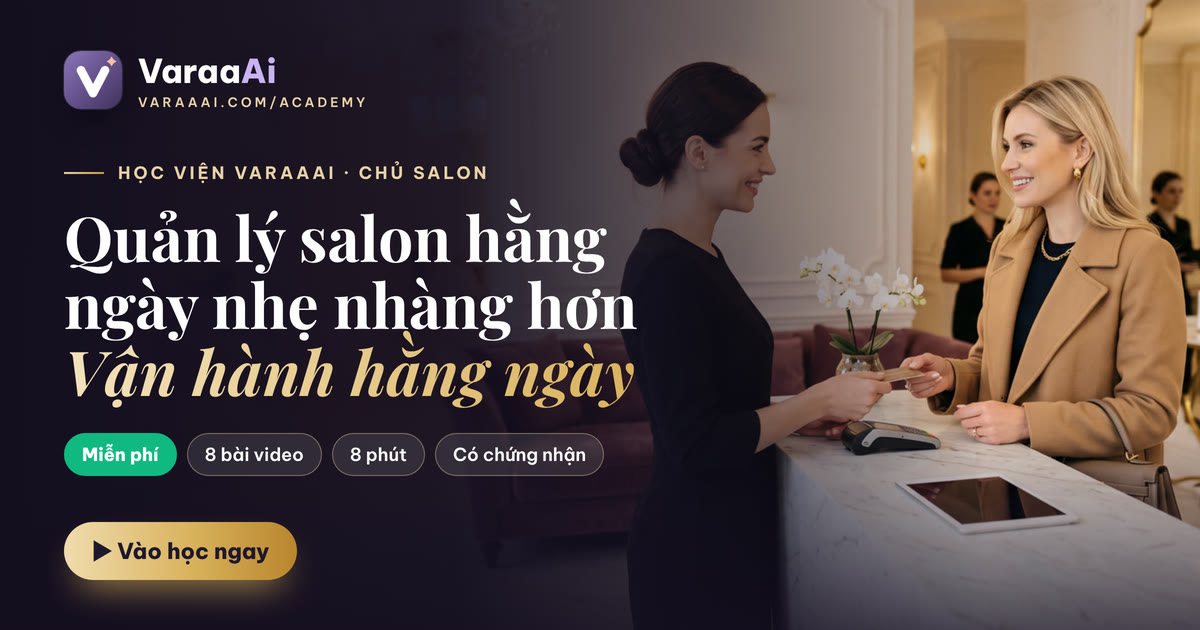 VaraaAi
VARAAAI.COM/ACADEMY
HỌC VIỆN VARAAAI · CHỦ SALON
Quản lý salon hằng
ngày nhẹ nhàng hơn
Vận hành hằng ngày
Miễn phí
8 bài video
8 phút
Có chứng nhận
▶ Vào học ngay